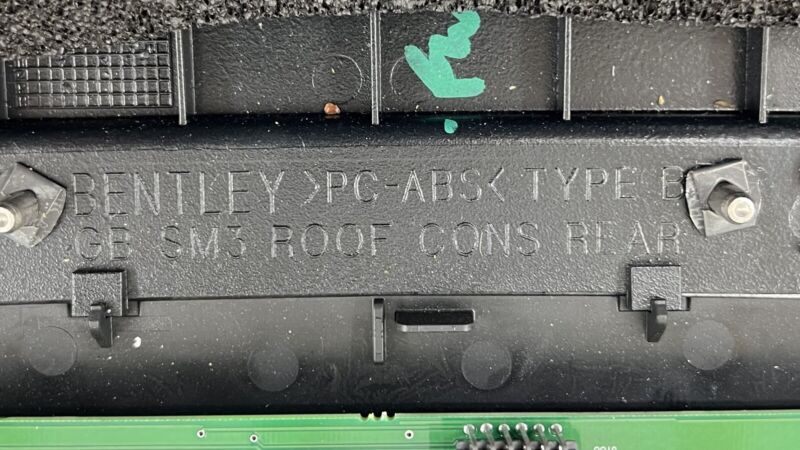 BENTLEY >PC-ABS< TYPE
GB SM3 ROOF CONS REAR